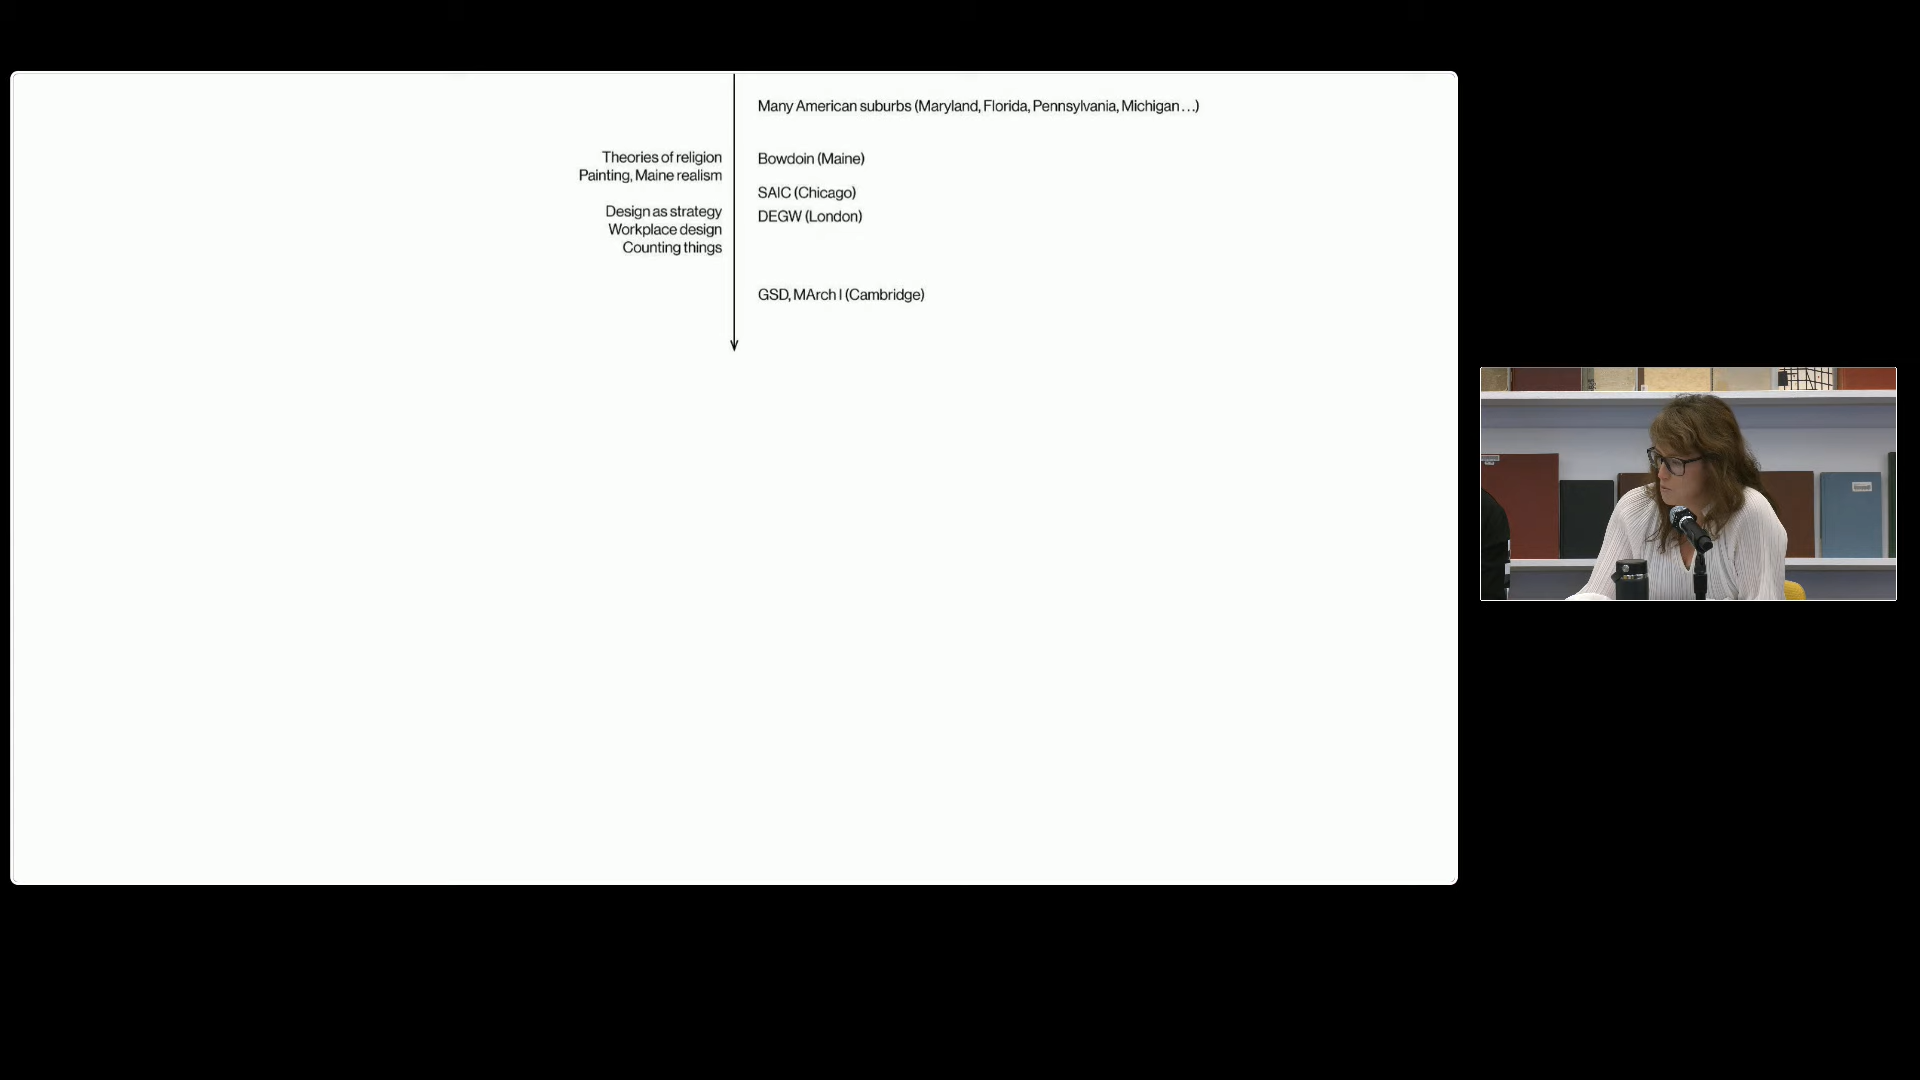 Many American suburbs (Maryland, Florida, Pennsylvania, Michigan...)
Theories of religion
Painting, Maine realism
Bowdoin (Maine)
SAIC (Chicago)
Design as strategy
Workplace design
Counting things
DEGW (London)
GSD, MArch I (Cambridge)